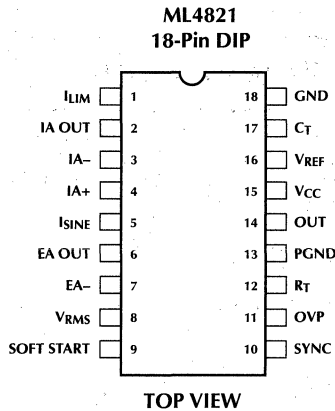 ML4821
18-Pin DIP
ILIM 1 18 GND
IA OUT 2 17 CT
IA− 3 16 VREF
IA+ 4 15 VCC
ISINE 5 14 OUT
EA OUT 6 13 PGND
EA− 7 12 RT
VRMS 8 11 OVP
SOFT START 9 10 SYNC
TOP VIEW